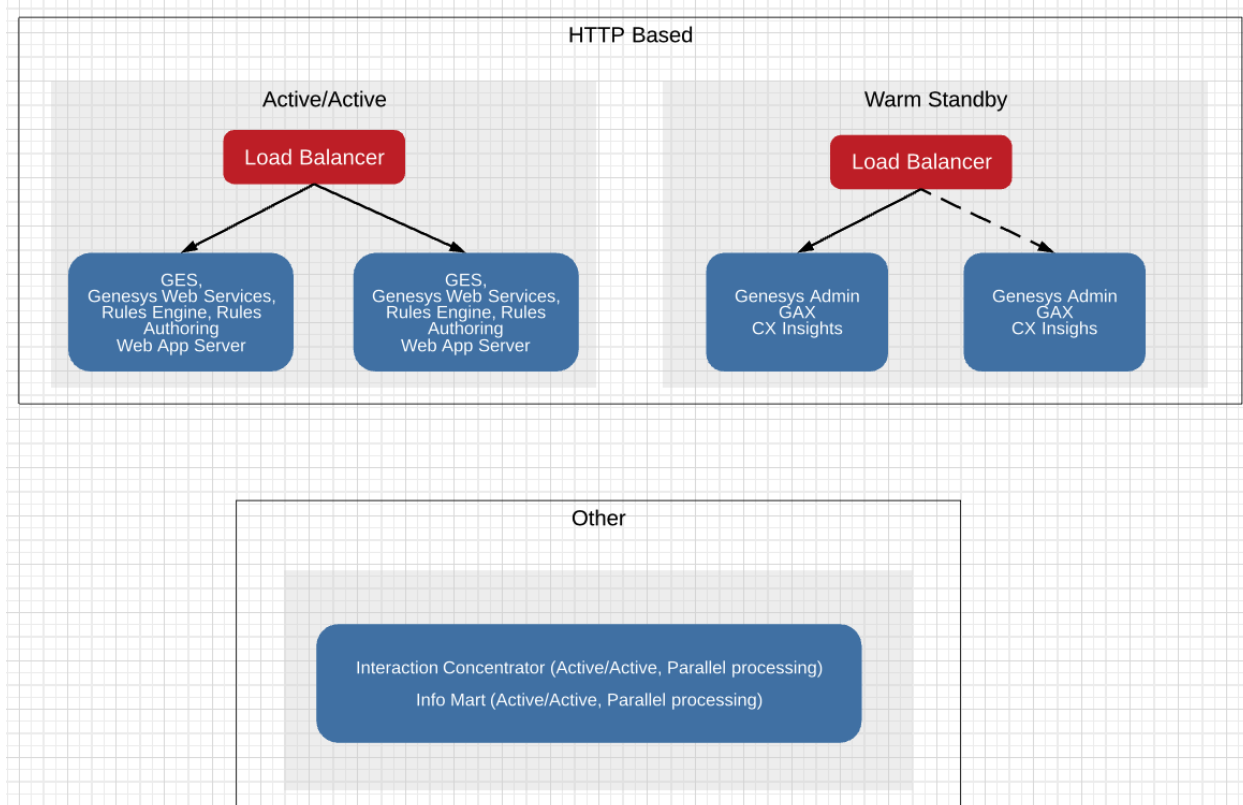 HTTP Based
Active/Active
Load Balancer
GES,
Genesys Web Services,
Rules Engine, Rules
Authoring
Web App Server
GES,
Genesys Web Services,
Rules Engine, Rules
Authoring
Web App Server
Warm Standby
Load Balancer
Genesys Admin
GAX
CX Insights
Genesys Admin
GAX
CX Insighs
Other
Interaction Concentrator (Active/Active, Parallel processing)
Info Mart (Active/Active, Parallel processing)